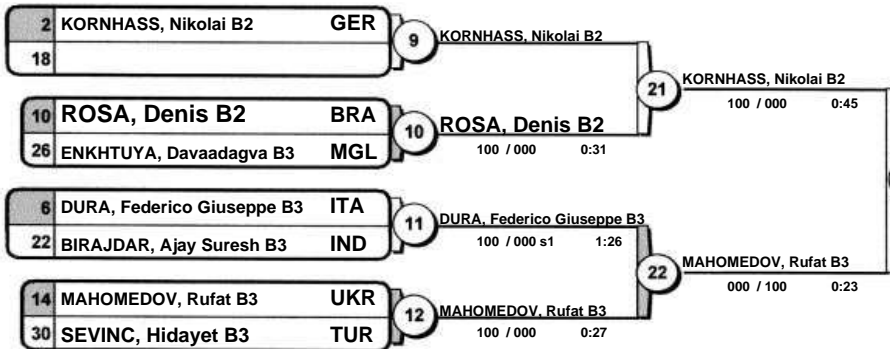 2 KORNHASS, Nikolai B2 GER
18
9
KORNHASS, Nikolai B2
10 ROSA, Denis B2 BRA
26 ENKHTUYA, Davaadagva B3 MGL
10
ROSA, Denis B2
100 / 000 0:31
21
KORNHASS, Nikolai B2
100 / 000 0:45
6 DURA, Federico Giuseppe B3 ITA
22 BIRAJDAR, Ajay Suresh B3 IND
11
DURA, Federico Giuseppe B3
100 / 000 s1 1:26
14 MAHOMEDOV, Rufat B3 UKR
30 SEVINC, Hidayet B3 TUR
12
MAHOMEDOV, Rufat B3
100 / 000 0:27
22
MAHOMEDOV, Rufat B3
000 / 100 0:23